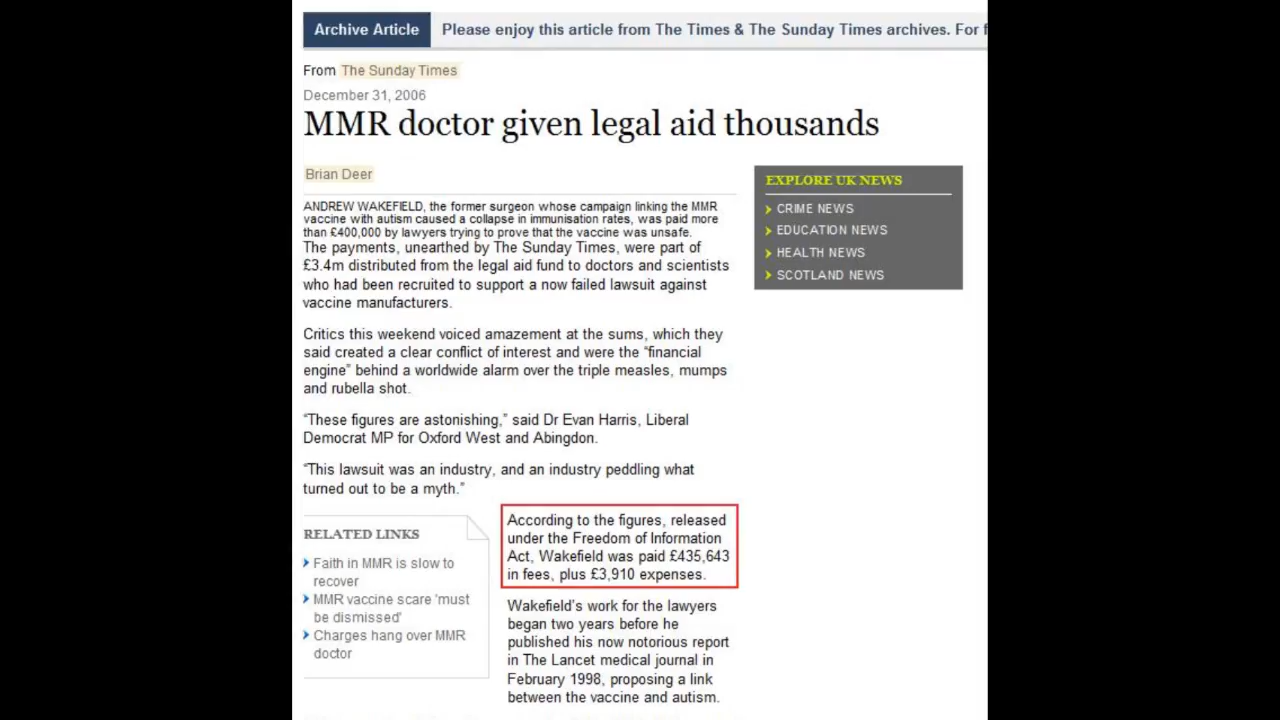 Archive Article Please enjoy this article from The Times & The Sunday Times archives. For f
From The Sunday Times
December 31, 2006
MMR doctor given legal aid thousands
Brian Deer
ANDREW WAKEFIELD, the former surgeon whose campaign linking the MMR
vaccine with autism caused a collapse in immunisation rates, was paid more
than £400,000 by lawyers trying to prove that the vaccine was unsafe.
The payments, unearthed by The Sunday Times, were part of
£3.4m distributed from the legal aid fund to doctors and scientists
who had been recruited to support a now failed lawsuit against
vaccine manufacturers.
Critics this weekend voiced amazement at the sums, which they
said created a clear conflict of interest and were the “financial
engine” behind a worldwide alarm over the triple measles, mumps
and rubella shot.
“These figures are astonishing,” said Dr Evan Harris, Liberal
Democrat MP for Oxford West and Abingdon.
“This lawsuit was an industry, and an industry peddling what
turned out to be a myth.”
RELATED LINKS
Faith in MMR is slow to
recover
MMR vaccine scare 'must
be dismissed'
Charges hang over MMR
doctor
According to the figures, released
under the Freedom of Information
Act, Wakefield was paid £435,643
in fees, plus £3,910 expenses.
Wakefield’s work for the lawyers
began two years before he
published his now notorious report
in The Lancet medical journal in
February 1998, proposing a link
between the vaccine and autism.
EXPLORE UK NEWS
CRIME NEWS
EDUCATION NEWS
HEALTH NEWS
SCOTLAND NEWS